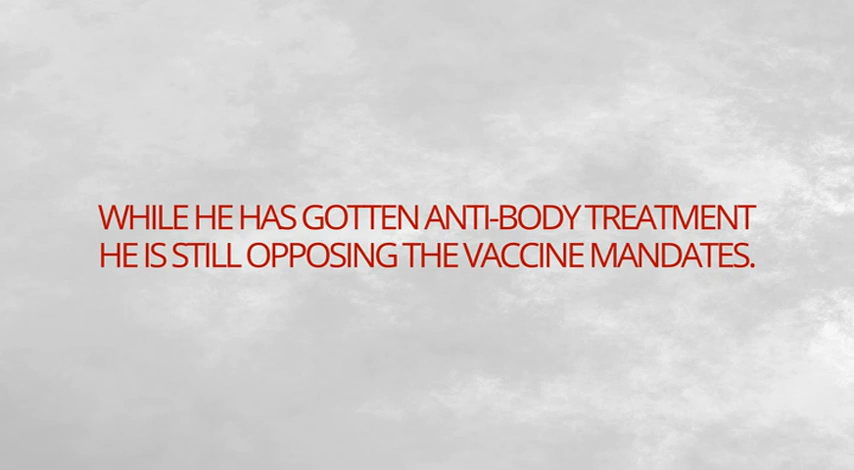 WHILE HE HAS GOTTEN ANTI-BODY TREATMENT
HE IS STILL OPPOSING THE VACCINE MANDATES.